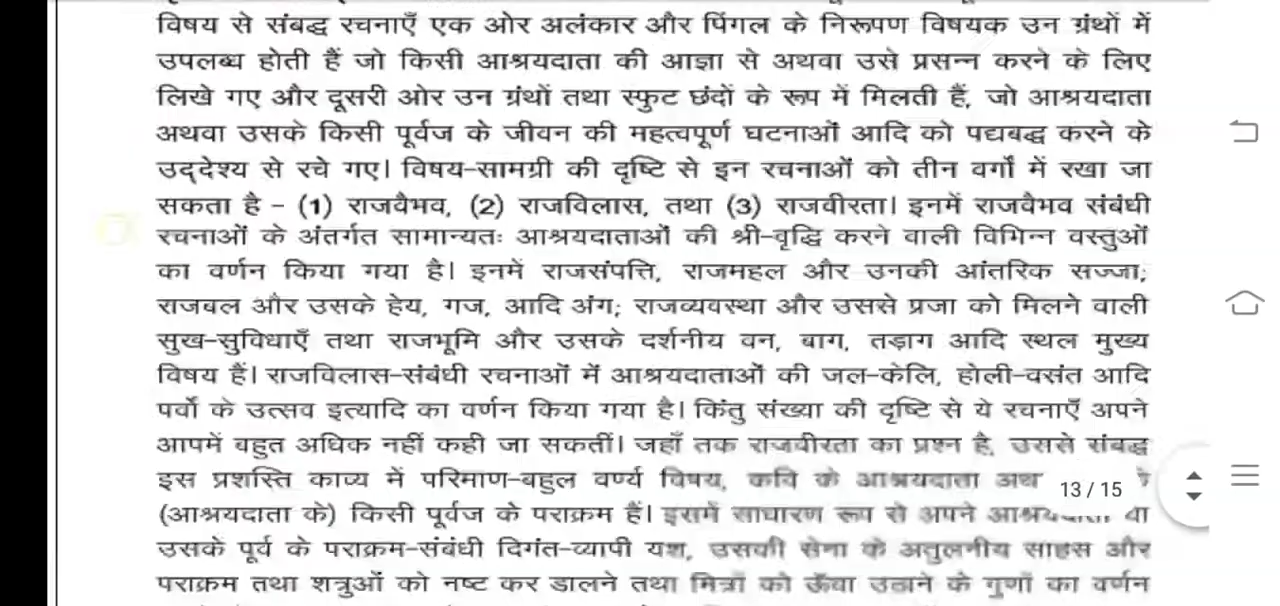 विषय से संबद्ध रचनाएँ एक ओर अलंकार और पिंगल के निरूपण विषयक उन ग्रंथों में
उपलब्ध होती हैं जो किसी आश्रयदाता की आज्ञा से अथवा उसे प्रसन्न करने के लिए
लिखे गए और दूसरी ओर उन ग्रंथों तथा स्फुट छंदों के रूप में मिलती हैं, जो आश्रयदाता
अथवा उसके किसी पूर्वज के जीवन की महत्वपूर्ण घटनाओं आदि को पद्यबद्ध करने के
उद्देश्य से रचे गए। विषय-सामग्री की दृष्टि से इन रचनाओं को तीन वर्गों में रखा जा
सकता है - (1) राजवैभव, (2) राजविलास, तथा (3) राजवीरता। इनमें राजवैभव संबंधी
रचनाओं के अंतर्गत सामान्यतः आश्रयदाताओं की श्री-वृद्धि करने वाली विभिन्न वस्तुओं
का वर्णन किया गया है। इनमें राजसंपत्ति, राजमहल और उनकी आंतरिक सज्जा;
राजबल और उसके हेय, गज, आदि अंग; राजव्यवस्था और उससे प्रजा को मिलने वाली
सुख-सुविधाएँ तथा राजभूमि और उसके दर्शनीय वन, बाग, तड़ाग आदि स्थल मुख्य
विषय हैं। राजविलास-संबंधी रचनाओं में आश्रयदाताओं की जल-केलि, होली-वसंत आदि
पर्वों के उत्सव इत्यादि का वर्णन किया गया है। किंतु संख्या की दृष्टि से ये रचनाएँ अपने
आपमें बहुत अधिक नहीं कही जा सकतीं। जहाँ तक राजवीरता का प्रश्न है, उससे संबद्ध
इस प्रशस्ति काव्य में परिमाण-बहुल वर्ण्य विषय, कवि के आश्रयदाता
13 / 15
(आश्रयदाता के) किसी पूर्वज के पराक्रम हैं। इसमें साधारण रूप से अपने आश्रयदाता या
उसके पूर्व के पराक्रम-संबंधी दिगंत-व्यापी यश, उसकी सेना के अतुलनीय साहस और
पराक्रम तथा शत्रुओं को नष्ट कर डालने तथा मित्रों को ऊँचा उठाने के गुणों का वर्णन